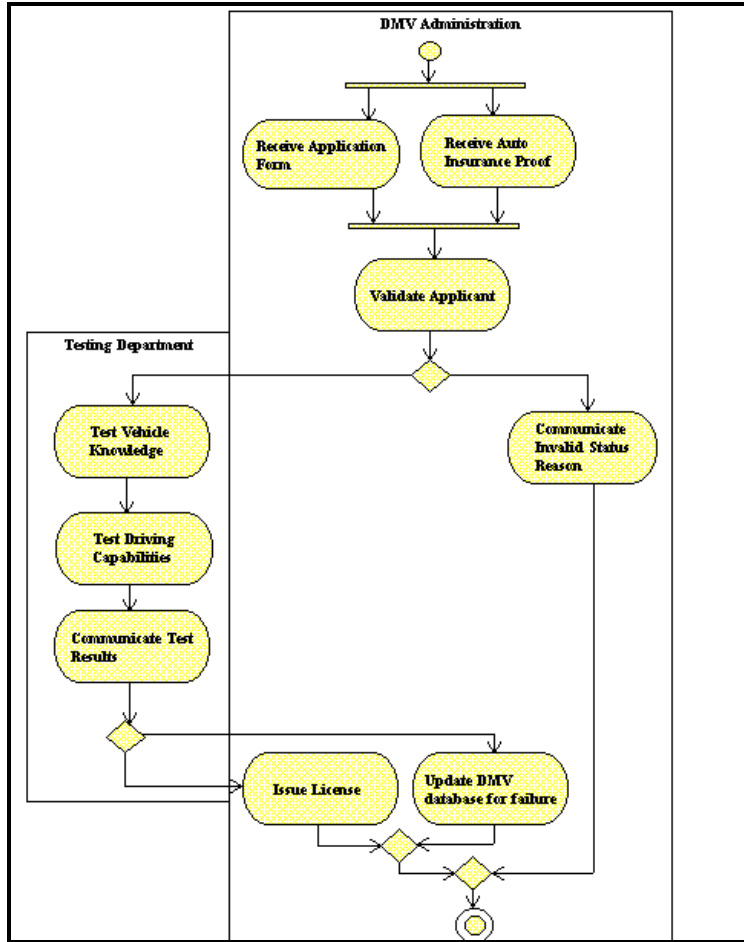 DMV Administration
Receive Application
Form
Receive Auto
Insurance Proof
Validate Applicant
Testing Department
Test Vehicle
Knowledge
Communicate
Invalid Status
Reason
Test Driving
Capabilities
Communicate Test
Results
Issue License
Update DMV
database for failure